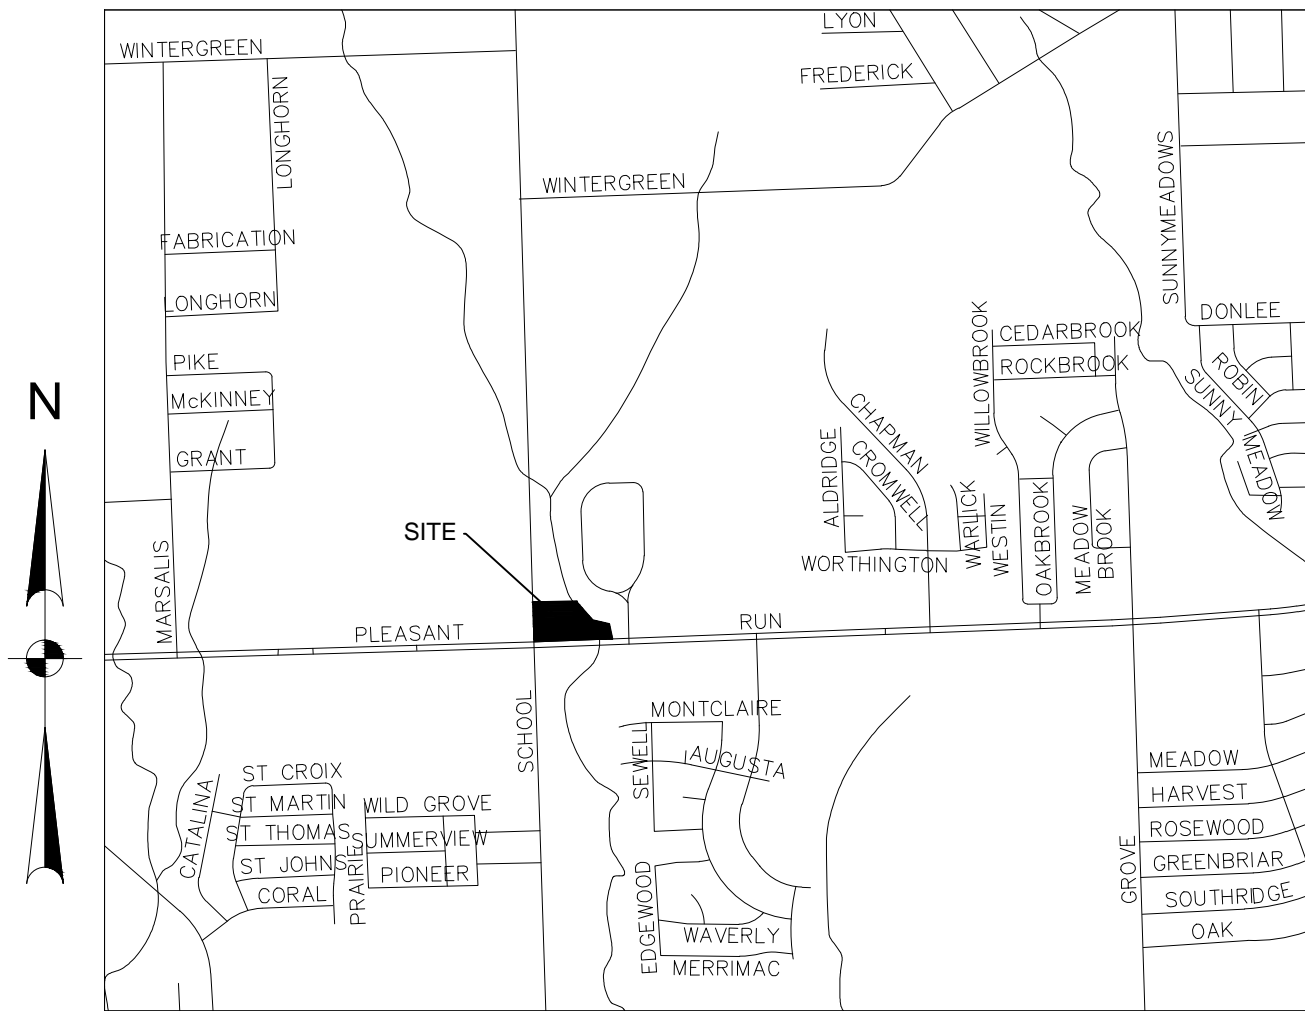 LYON
WINTERGREEN
FREDERICK
LONGHORN
SUNNYMEADOWS
WINTERGREEN
FABRICATION
LONGHORN
DONLEE
CEDARBROOK
WILLOWBROOK
PIKE
ROCKBROOK
ROBIN
McKINNEY
SUNNY MEADOW
N
CHAPMAN
GRANT
CROMWELL
ALDRIDGE
WARLICK
WESTIN
OAKBROOK
MEADOW
BROOK
SITE
WORTHINGTON
MARSALIS
RUN
PLEASANT
SCHOOL
MONTCLAIRE
SEWELL
AUGUSTA
MEADOW
ST CROIX
CATALINA
HARVEST
ST MARTIN
WILD GROVE
ROSEWOOD
ST THOMAS
SUMMERVIEW
GREENBRIAR
ST JOHNS
PRAIRIE
PIONEER
GROVE
CORAL
EDGEWOOD
SOUTHRIDGE
OAK
WAVERLY
MERRIMAC